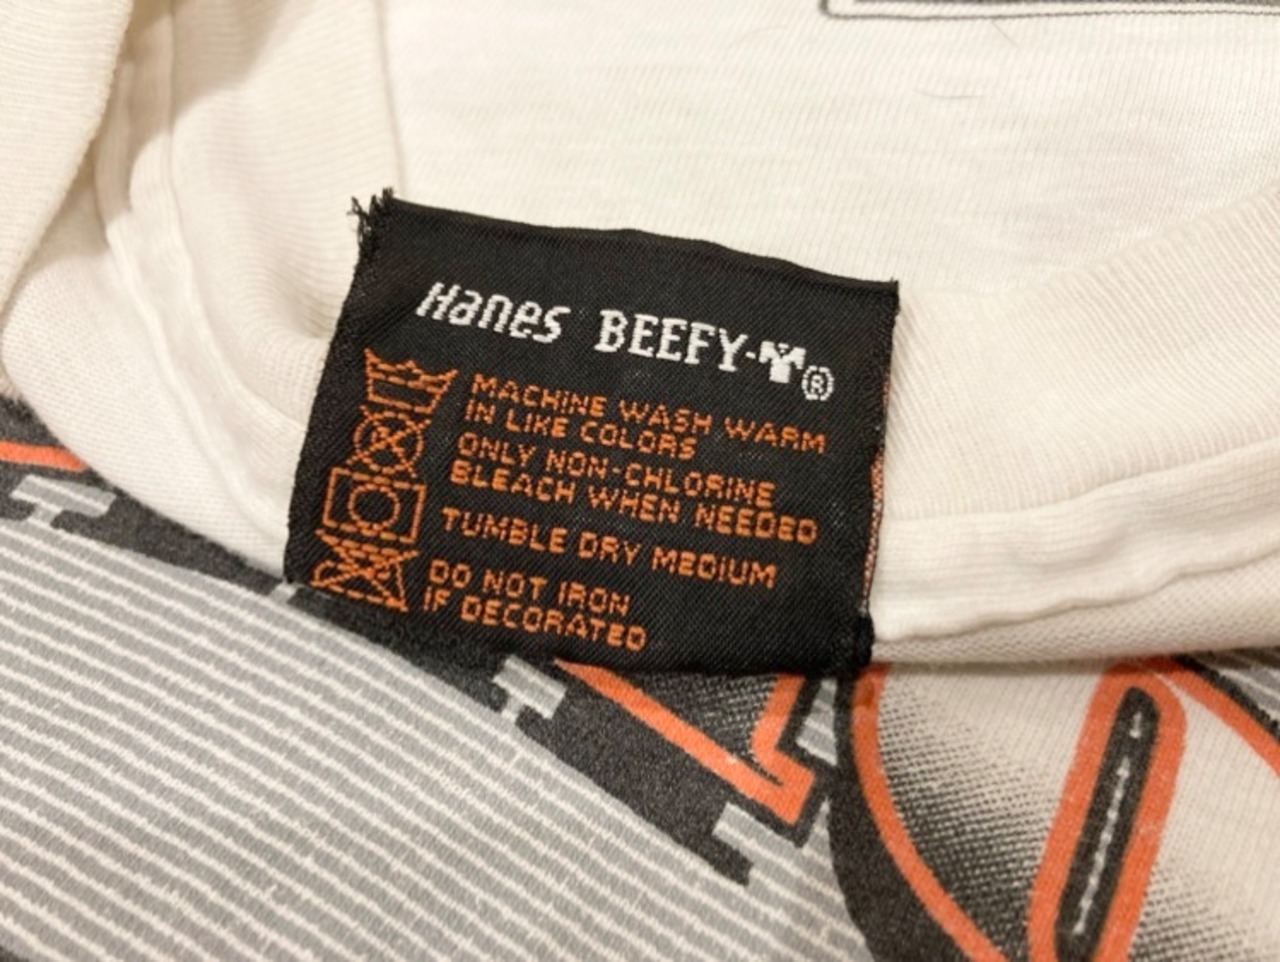 Hanes BEEFY-T®
MACHINE WASH WARM
IN LIKE COLORS
ONLY NON-CHLORINE
BLEACH WHEN NEEDED
TUMBLE DRY MEDIUM
DO NOT IRON
IF DECORATED